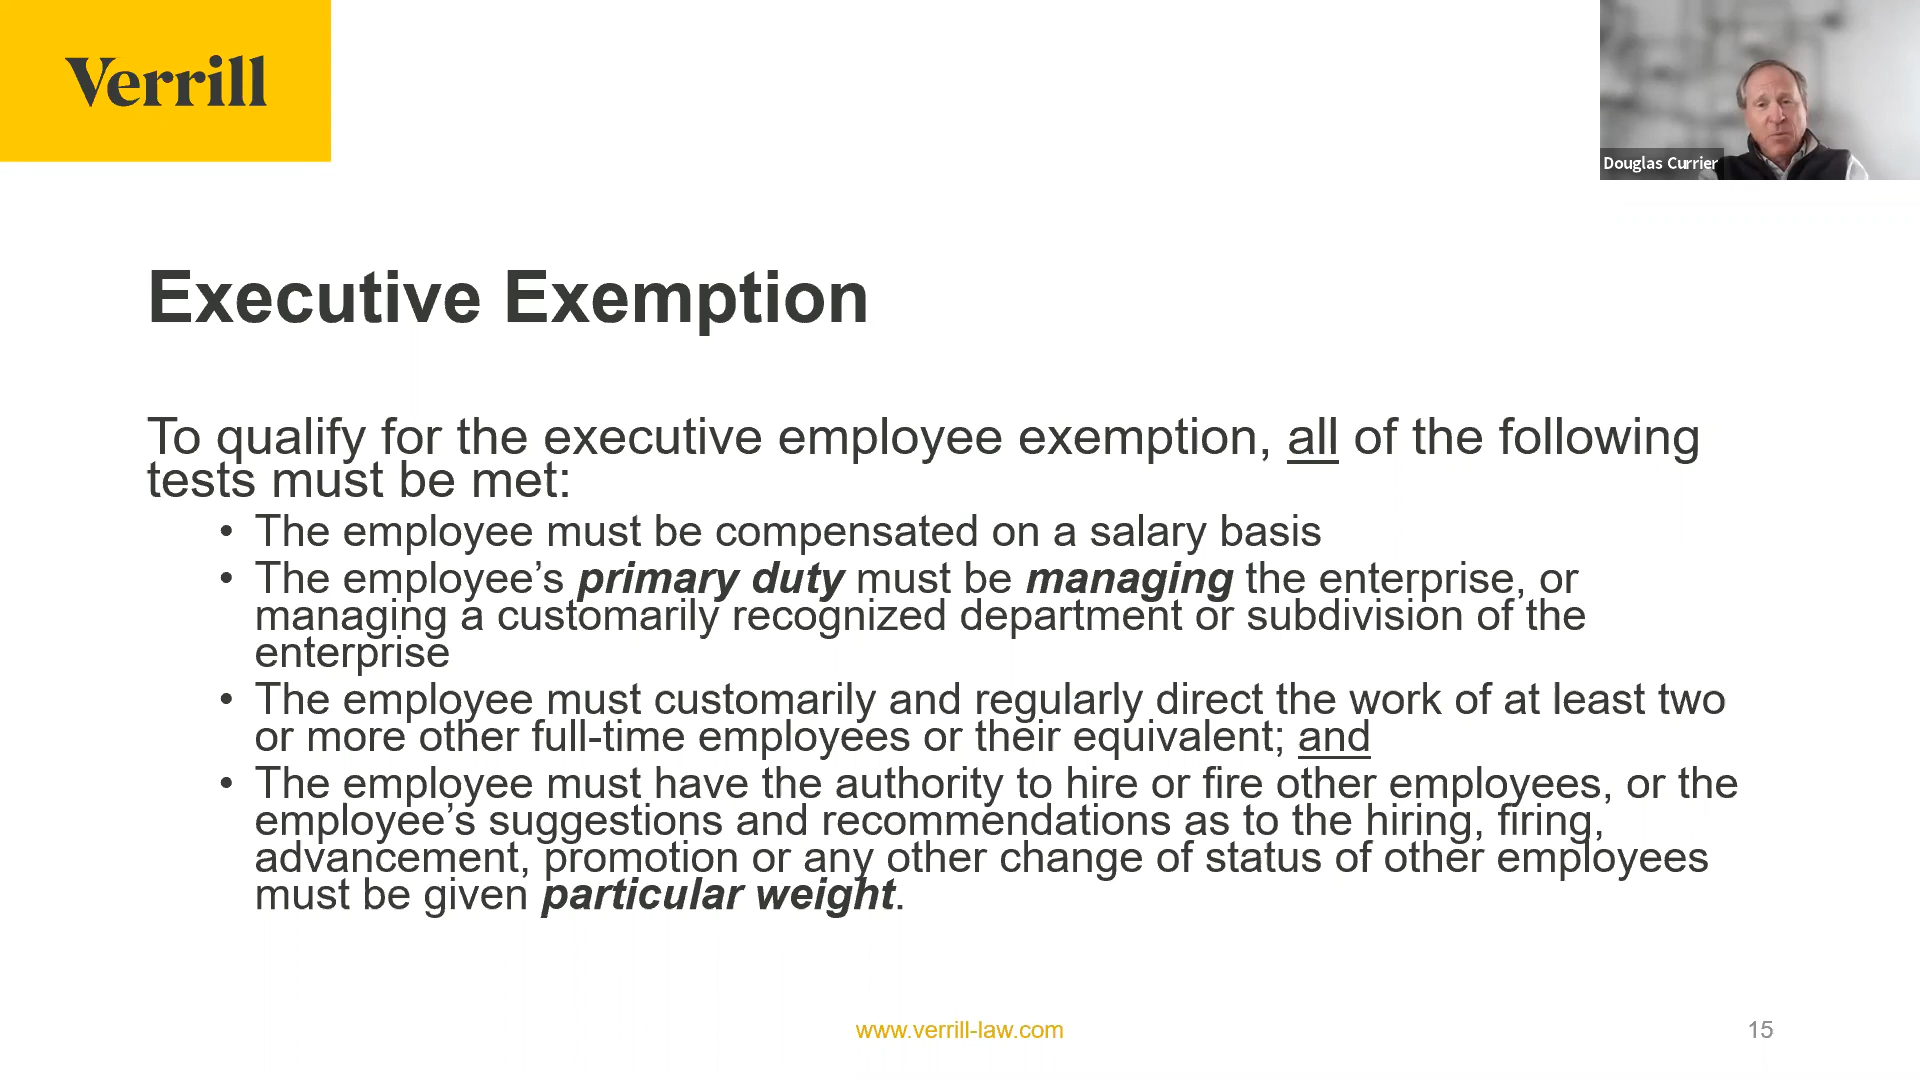 Verrill
Douglas Currier
Executive Exemption
To qualify for the executive employee exemption, all of the following
tests must be met:
• The employee must be compensated on a salary basis
• The employee’s primary duty must be managing the enterprise, or
managing a customarily recognized department or subdivision of the
enterprise
• The employee must customarily and regularly direct the work of at least two
or more other full-time employees or their equivalent; and
• The employee must have the authority to hire or fire other employees, or the
employee’s suggestions and recommendations as to the hiring, firing,
advancement, promotion or any other change of status of other employees
must be given particular weight.
www.verrill-law.com
15